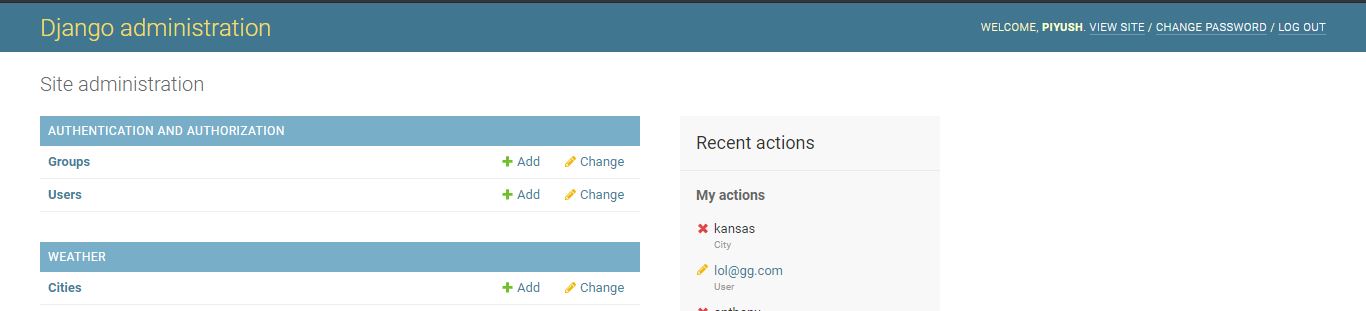 Django administration
WELCOME, PIYUSH. VIEW SITE / CHANGE PASSWORD / LOG OUT
Site administration
AUTHENTICATION AND AUTHORIZATION
Groups Add Change
Users Add Change
WEATHER
Cities Add Change
Recent actions
My actions
kansas
City
lol@gg.com
User